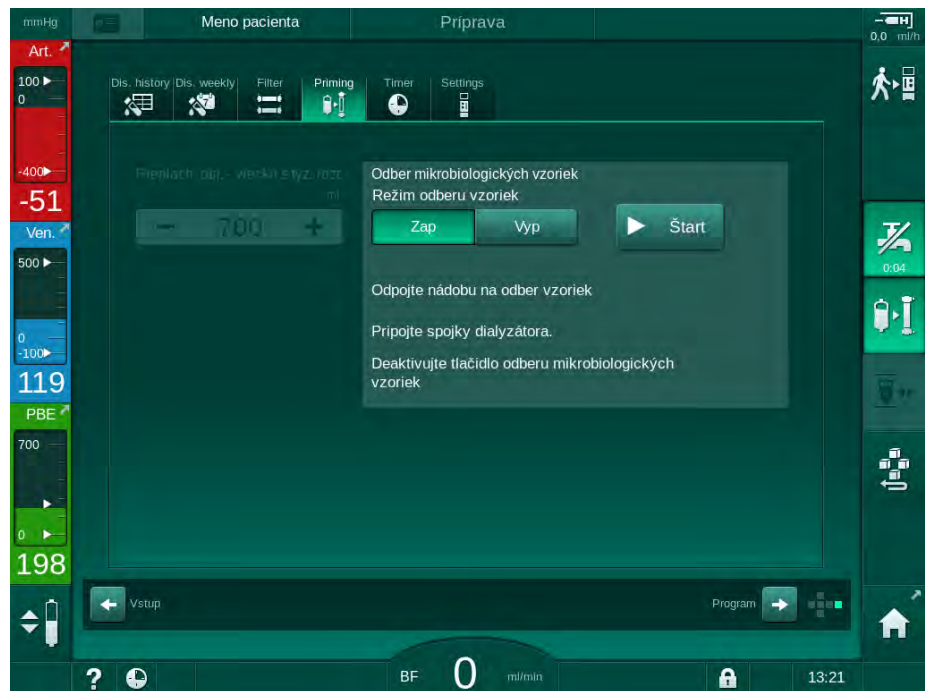 mmHg
Meno pacienta
Príprava
0,0 ml/h
Art.
100
0
-400
-51
Ven.
500
0
-100
119
PBE
700
0
198
Dis. history
Dis. weekly
Filter
Priming
Timer
Settings
7
ml
- 700 +
Odber mikrobiologických vzoriek
Režim odberu vzoriek
Zap
Vyp
Štart
Odpojte nádobu na odber vzoriek
Pripojte spojky dialyzátora.
Deaktivujte tlačidlo odberu mikrobiologických
vzoriek
0:04
Vstup
Program
?
BF 0 ml/min
13:21